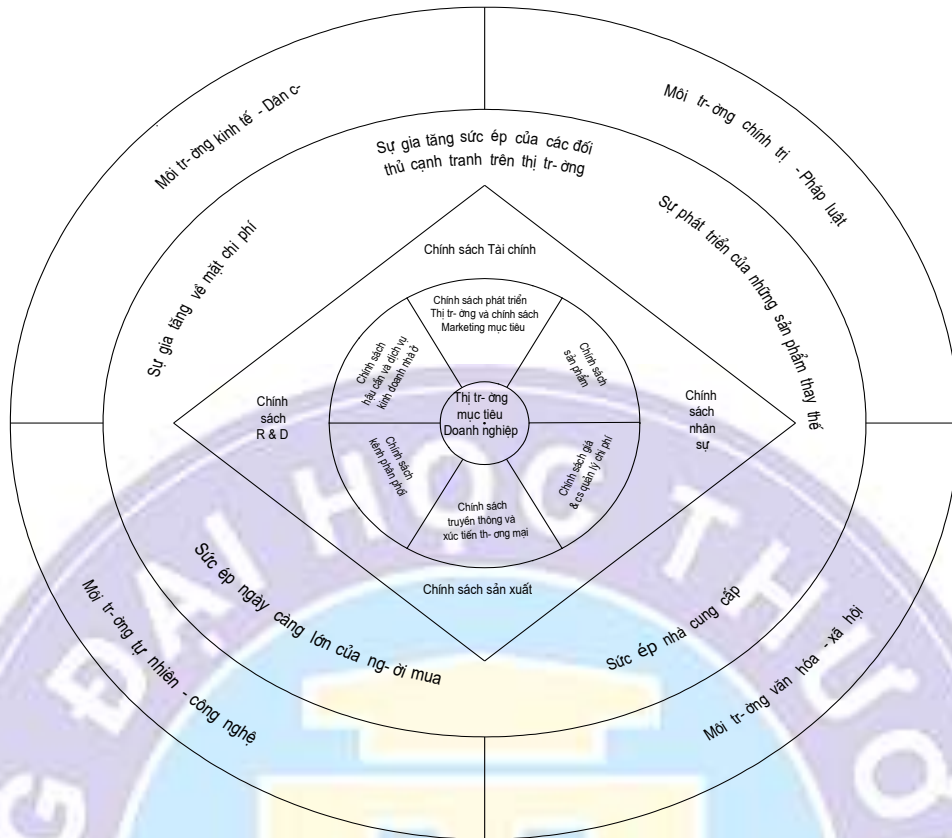 Môi tr-ờng kinh tế - Dân c-
Môi tr-ờng chính trị - Pháp luật
Sự gia tăng sức ép của các đối
thủ cạnh tranh trên thị tr-ờng
Sự gia tăng về mặt chi phí
Sự phát triển của những sản phẩm thay thế
Chính sách Tài chính
Chính sách phát triển
Thị tr-ờng và chính sách
Marketing mục tiêu
Chính sách
hậu cần và dịch vụ
kinh doanh nhà ở
Chính sách
sản phẩm
Chính
sách
R & D
Thị tr-ờng
mục tiêu
Doanh nghiệp
Chính
sách
nhân
sự
Chính sách
kênh phân phối
Chính sách giá
& cs quản lý chi phí
Chính sách
truyền thông và
xúc tiến th-ơng mại
Chính sách sản xuất
Sức ép ngày càng lớn của ng-ời mua
Sức ép nhà cung cấp
Môi tr-ờng tự nhiên - công nghệ
Môi tr-ờng văn hóa - xã hội
G ĐẠI HỌC THƯƠ